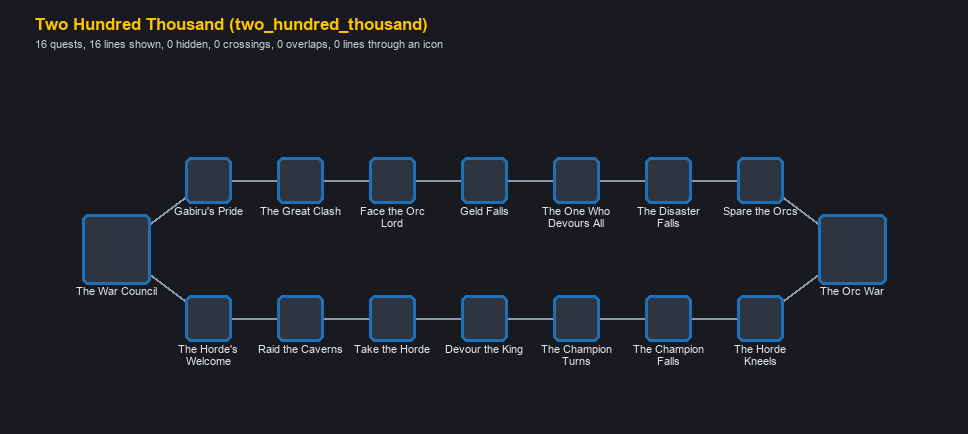 Two Hundred Thousand (two_hundred_thousand)
16 quests, 16 lines shown, 0 hidden, 0 crossings, 0 overlaps, 0 lines through an icon
Gabiru's Pride
The Great Clash
Face the Orc
Lord
Geld Falls
The One Who
Devours All
The Disaster
Falls
Spare the Orcs
The War Council
The Orc War
The Horde's
Welcome
Raid the Caverns
Take the Horde
Devour the King
The Champion
Turns
The Champion
Falls
The Horde
Kneels